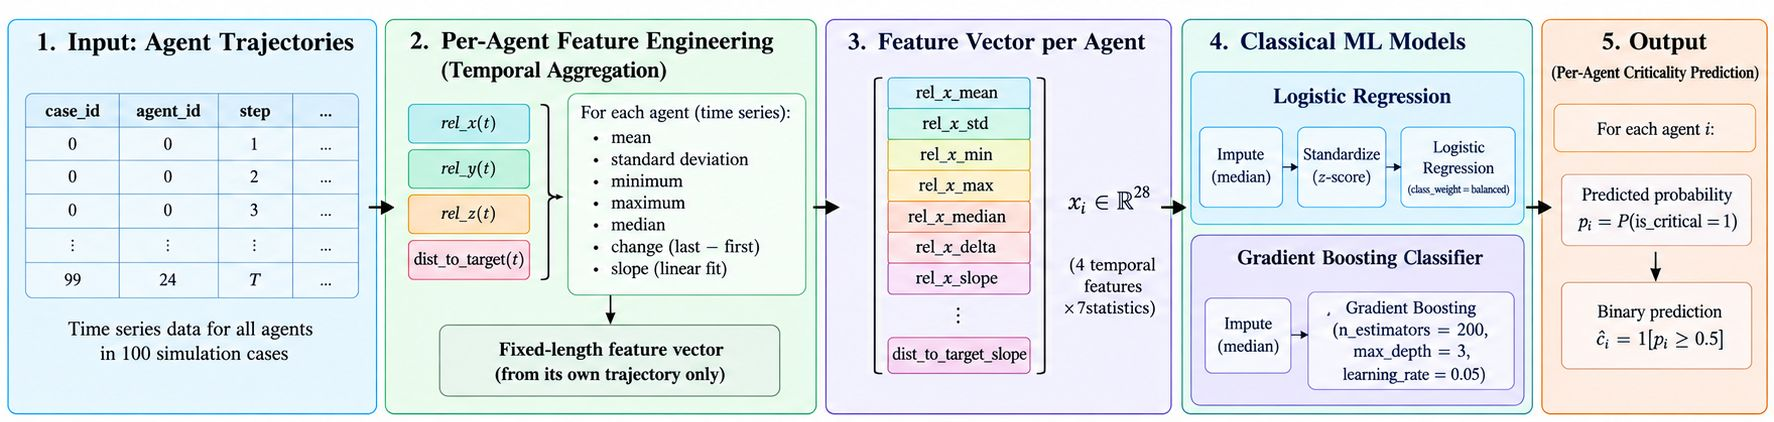 1. Input: Agent Trajectories
case_id agent_id step ...
0 0 1 ...
0 0 2 ...
0 0 3 ...
⋮ ⋮ ⋮ ...
99 24 T ...
Time series data for all agents
in 100 simulation cases
2. Per-Agent Feature Engineering
(Temporal Aggregation)
rel_x(t)
rel_y(t)
rel_z(t)
dist_to_target(t)
For each agent (time series):
• mean
• standard deviation
• minimum
• maximum
• median
• change (last − first)
• slope (linear fit)
Fixed-length feature vector
(from its own trajectory only)
3. Feature Vector per Agent
rel_x_mean
rel_x_std
rel_x_min
rel_x_max
rel_x_median
rel_x_delta
rel_x_slope
⋮
dist_to_target_slope
xᵢ ∈ ℝ²⁸
(4 temporal
features
×7statistics)
4. Classical ML Models
Logistic Regression
Impute
(median)
Standardize
(z-score)
Logistic
Regression
(class_weight = balanced)
Gradient Boosting Classifier
Impute
(median)
Gradient Boosting
(n_estimators = 200,
max_depth = 3,
learning_rate = 0.05)
5. Output
(Per-Agent Criticality Prediction)
For each agent i:
Predicted probability
pᵢ = P(is_critical = 1)
Binary prediction
ĉᵢ = 1[pᵢ ≥ 0.5]